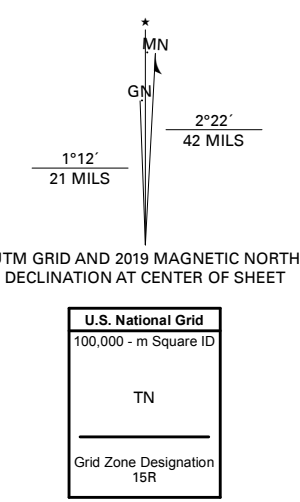 ★
MN
GN
2°22´
42 MILS
1°12´
21 MILS
UTM GRID AND 2019 MAGNETIC NORTH
DECLINATION AT CENTER OF SHEET
U.S. National Grid
100,000 - m Square ID
TN
Grid Zone Designation
15R